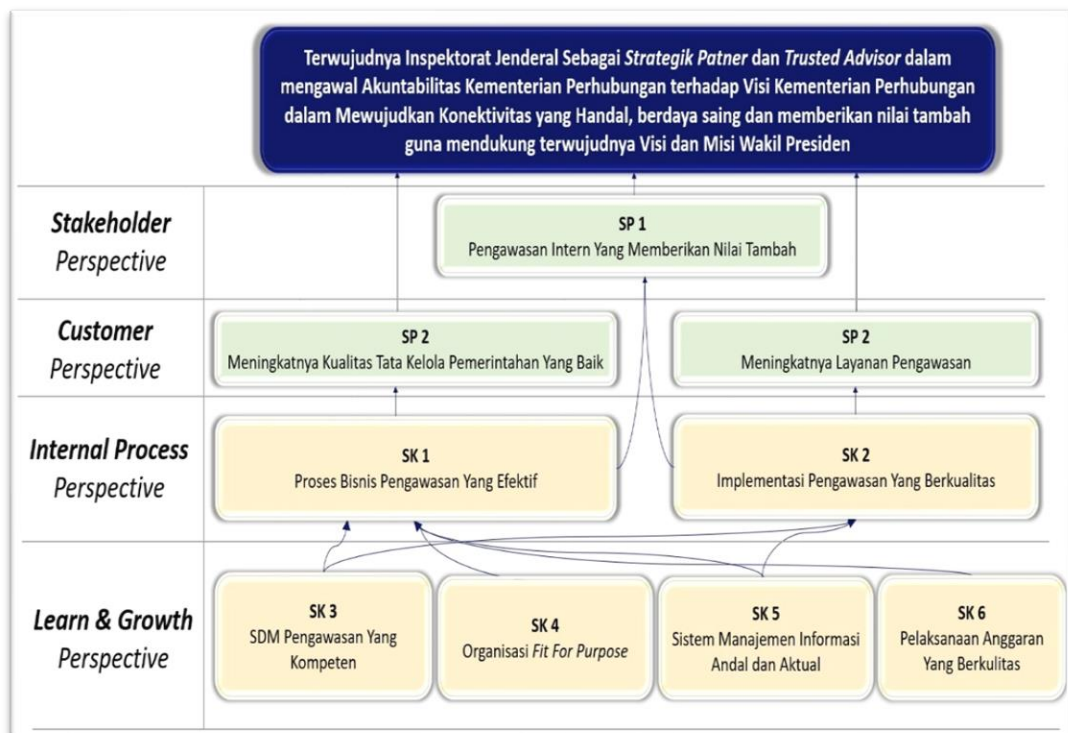 Terwujudnya Inspektorat Jenderal Sebagai Strategik Patner dan Trusted Advisor dalam
mengawal Akuntabilitas Kementerian Perhubungan terhadap Visi Kementerian Perhubungan
dalam Mewujudkan Konektivitas yang Handal, berdaya saing dan memberikan nilai tambah
guna mendukung terwujudnya Visi dan Misi Wakil Presiden
Stakeholder
Perspective
SP 1
Pengawasan Intern Yang Memberikan Nilai Tambah
Customer
Perspective
SP 2
Meningkatnya Kualitas Tata Kelola Pemerintahan Yang Baik
SP 2
Meningkatnya Layanan Pengawasan
Internal Process
Perspective
SK 1
Proses Bisnis Pengawasan Yang Efektif
SK 2
Implementasi Pengawasan Yang Berkualitas
Learn & Growth
Perspective
SK 3
SDM Pengawasan Yang
Kompeten
SK 4
Organisasi Fit For Purpose
SK 5
Sistem Manajemen Informasi
Andal dan Aktual
SK 6
Pelaksanaan Anggaran
Yang Berkulitas